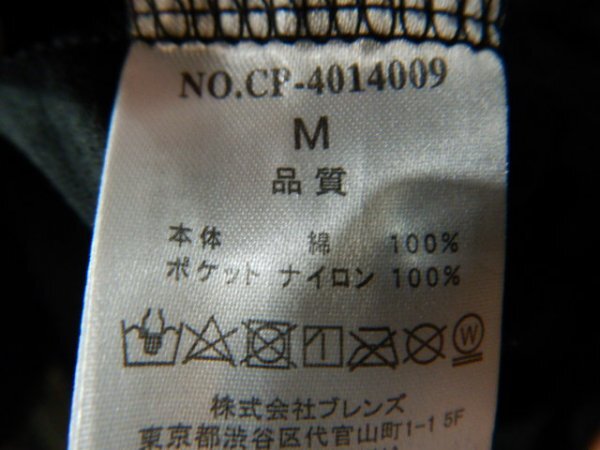 NO.CP-4014009
M
品質
本体 綿 100%
ポケット ナイロン 100%
W
株式会社ブレンズ
東京都渋谷区代官山町1-1 5F